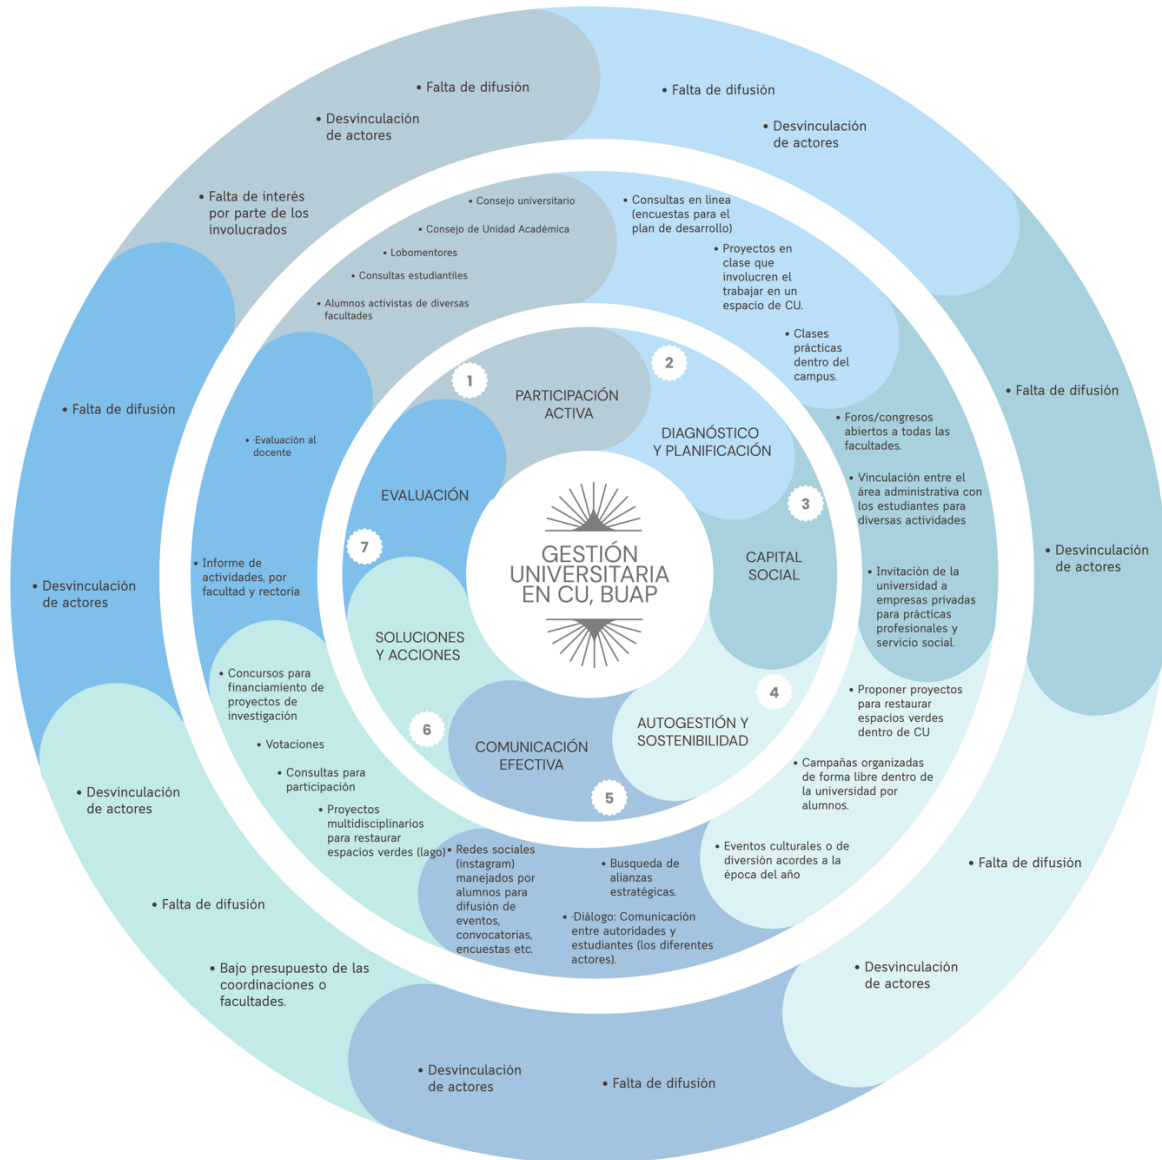 • Falta de difusión
• Desvinculación
de actores
• Falta de interés
por parte de los
involucrados
• Falta de difusión
• Desvinculación
de actores
• Falta de difusión
• Desvinculación
de actores
• Falta de difusión
• Desvinculación
de actores
• Desvinculación
de actores
• Falta de difusión
• Desvinculación
de actores
• Falta de difusión
• Bajo presupuesto de las
coordinaciones o
facultades.
• Falta de difusión
• Desvinculación
de actores
• Consejo universitario
• Consejo de Unidad Académica
• Lobomentores
• Consultas estudiantiles
• Alumnos activistas de diversas
facultades
• Consultas en línea
(encuestas para el
plan de desarrollo)
• Proyectos en
clase que
involucren el
trabajar en un
espacio de CU.
• Clases
prácticas
dentro del
campus.
• Foros/congresos
abiertos a todas las
facultades.
• Vinculación entre el
área administrativa con
los estudiantes para
diversas actividades
• Invitación de la
universidad a
empresas privadas
para prácticas
profesionales y
servicio social.
• Proponer proyectos
para restaurar
espacios verdes
dentro de CU
• Campañas organizadas
de forma libre dentro de
la universidad por
alumnos.
• Eventos culturales o de
diversión acordes a la
época del año
• Busqueda de
alianzas
estratégicas.
• ·Diálogo: Comunicación
entre autoridades y
estudiantes (los diferentes
actores).
• Redes sociales
(instagram)
manejados por
alumnos para
difusión de
eventos,
convocatorias,
encuestas etc.
• Concursos para
financiamiento de
proyectos de
investigación
• Votaciones
• Consultas para
participación
• Proyectos
multidisciplinarios
para restaurar
espacios verdes (lago)
• ·Evaluación al
docente
• Informe de
actividades, por
facultad y rectoria
1
PARTICIPACIÓN
ACTIVA
2
DIAGNÓSTICO
Y PLANIFICACIÓN
3
CAPITAL
SOCIAL
4
AUTOGESTIÓN Y
SOSTENIBILIDAD
5
COMUNICACIÓN
EFECTIVA
6
SOLUCIONES
Y ACCIONES
7
EVALUACIÓN
GESTIÓN
UNIVERSITARIA
EN CU, BUAP